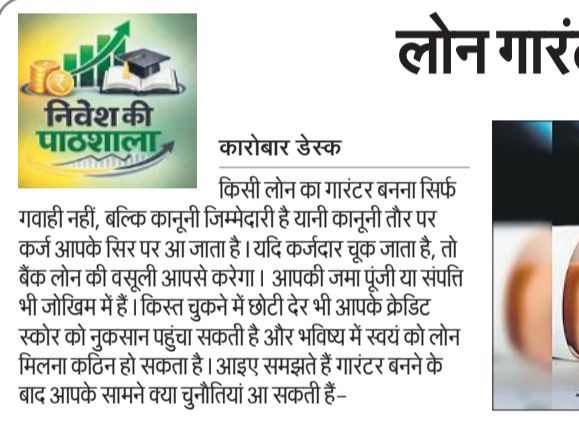 लोन गारं
निवेश की
पाठशाला
कारोबार डेस्क
किसी लोन का गारंटर बनना सिर्फ
गवाही नहीं, बल्कि कानूनी जिम्मेदारी है यानी कानूनी तौर पर
कर्ज आपके सिर पर आ जाता है। यदि कर्जदार चूक जाता है, तो
बैंक लोन की वसूली आपसे करेगा। आपकी जमा पूंजी या संपत्ति
भी जोखिम में हैं। किस्त चुकने में छोटी देर भी आपके क्रेडिट
स्कोर को नुकसान पहुंचा सकती है और भविष्य में स्वयं को लोन
मिलना कठिन हो सकता है। आइए समझते हैं गारंटर बनने के
बाद आपके सामने क्या चुनौतियां आ सकती हैं–